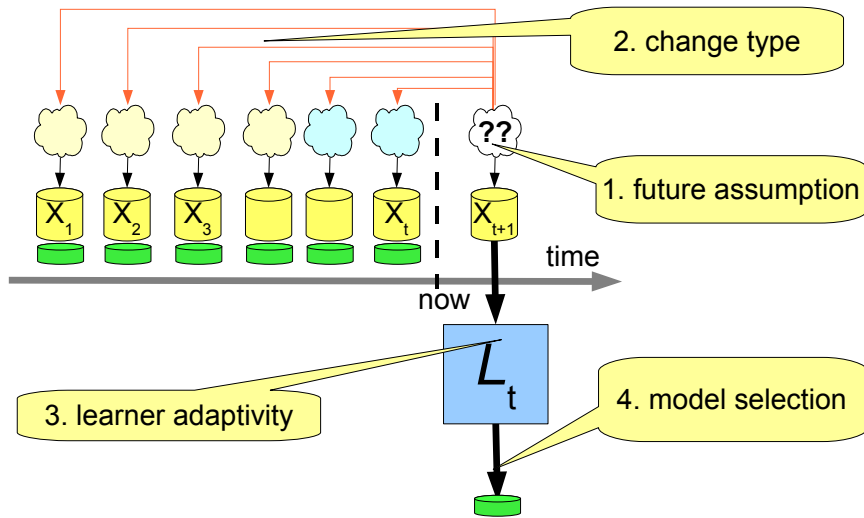 2. change type
??
1. future assumption
X1
X2
X3
Xt
Xt+1
time
now
Lt
3. learner adaptivity
4. model selection